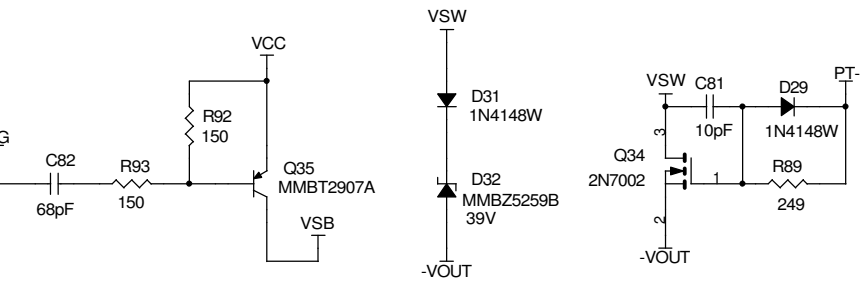 VSW
VCC
PT-
VSW
C81
D29
D31
1N4148W
R92
150
10pF
1N4148W
3
G
C82
R93
Q35
MMBT2907A
Q34
2N7002
1
R89
249
D32
MMBZ5259B
39V
68pF
150
VSB
2
-VOUT
-VOUT